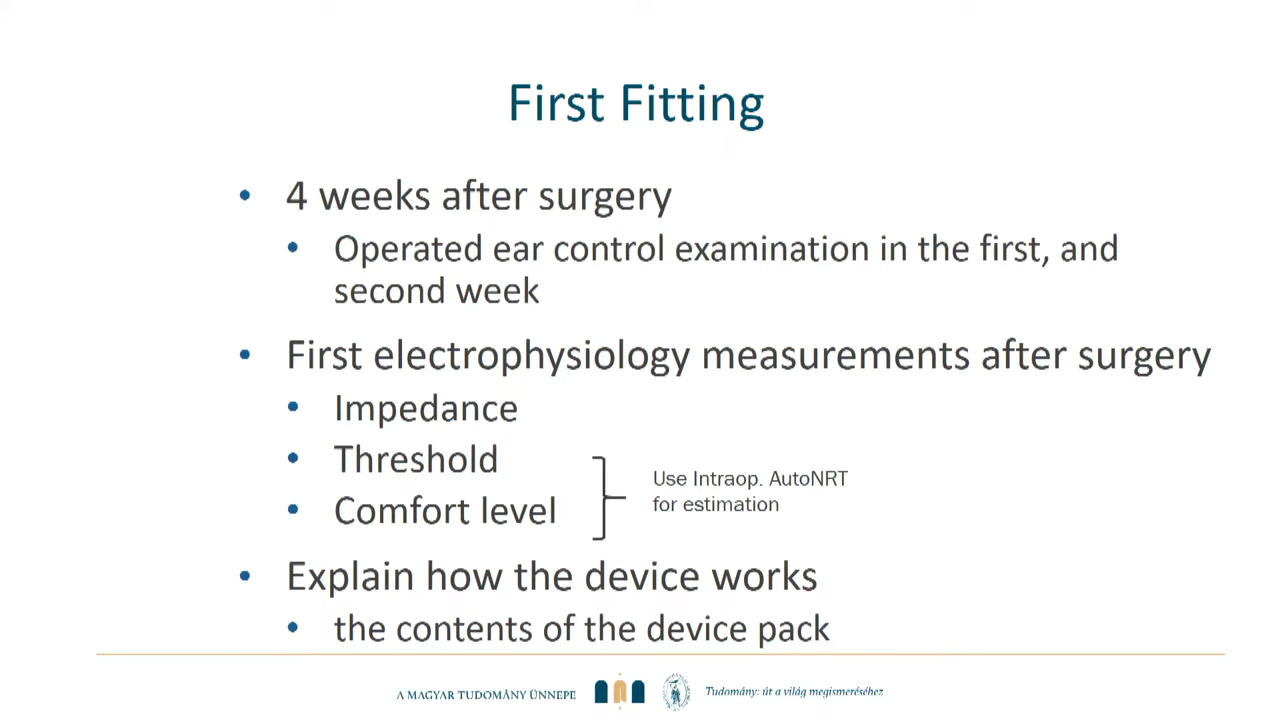 First Fitting
• 4 weeks after surgery
• Operated ear control examination in the first, and
second week
• First electrophysiology measurements after surgery
• Impedance
• Threshold
• Comfort level
Use Intraop. AutoNRT
for estimation
• Explain how the device works
• the contents of the device pack
A MAGYAR TUDOMÁNY ÜNNEPE
Tudomány: út a világ megismeréséhez